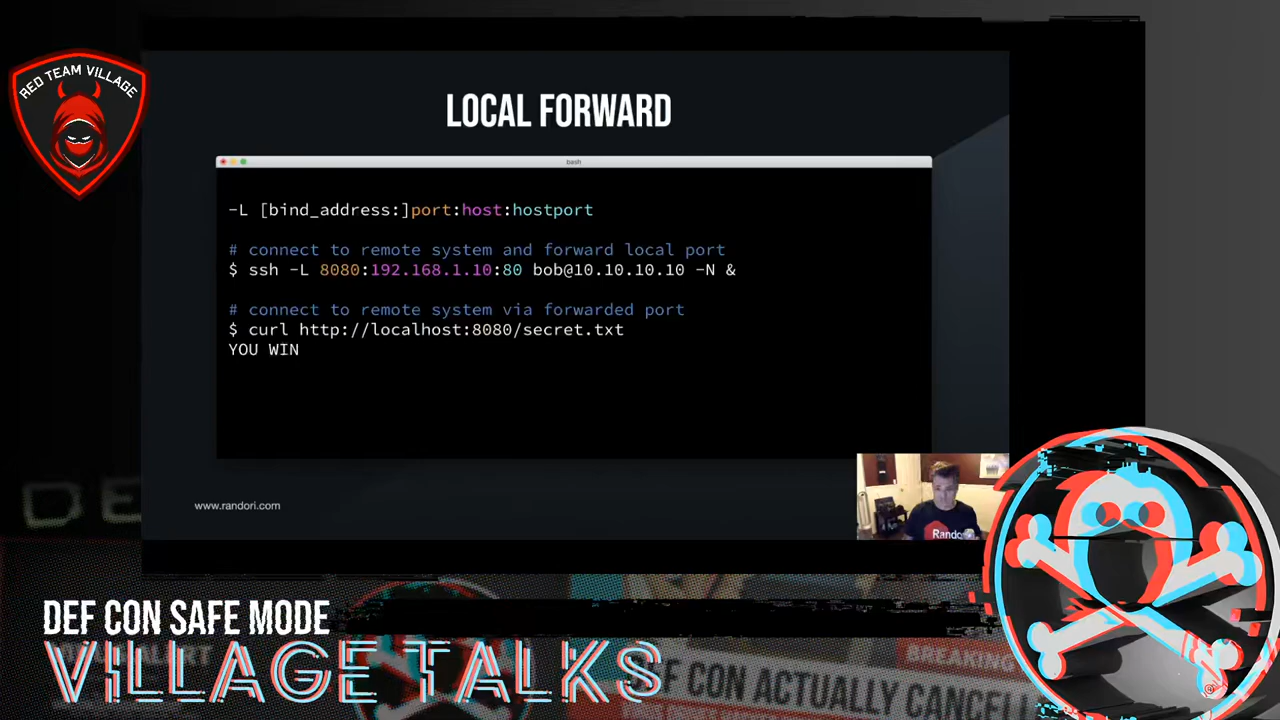 RED TEAM VILLAGE
LOCAL FORWARD
bash
-L [bind_address:]port:host:hostport
# connect to remote system and forward local port
$ ssh -L 8080:192.168.1.10:80 bob@10.10.10.10 -N &
# connect to remote system via forwarded port
$ curl http://localhost:8080/secret.txt
YOU WIN
www.randori.com
Randori
DEF CON SAFE MODE
VILLAGE TALKS
BREAKING
DEF CON ACTUALLY CANCELL